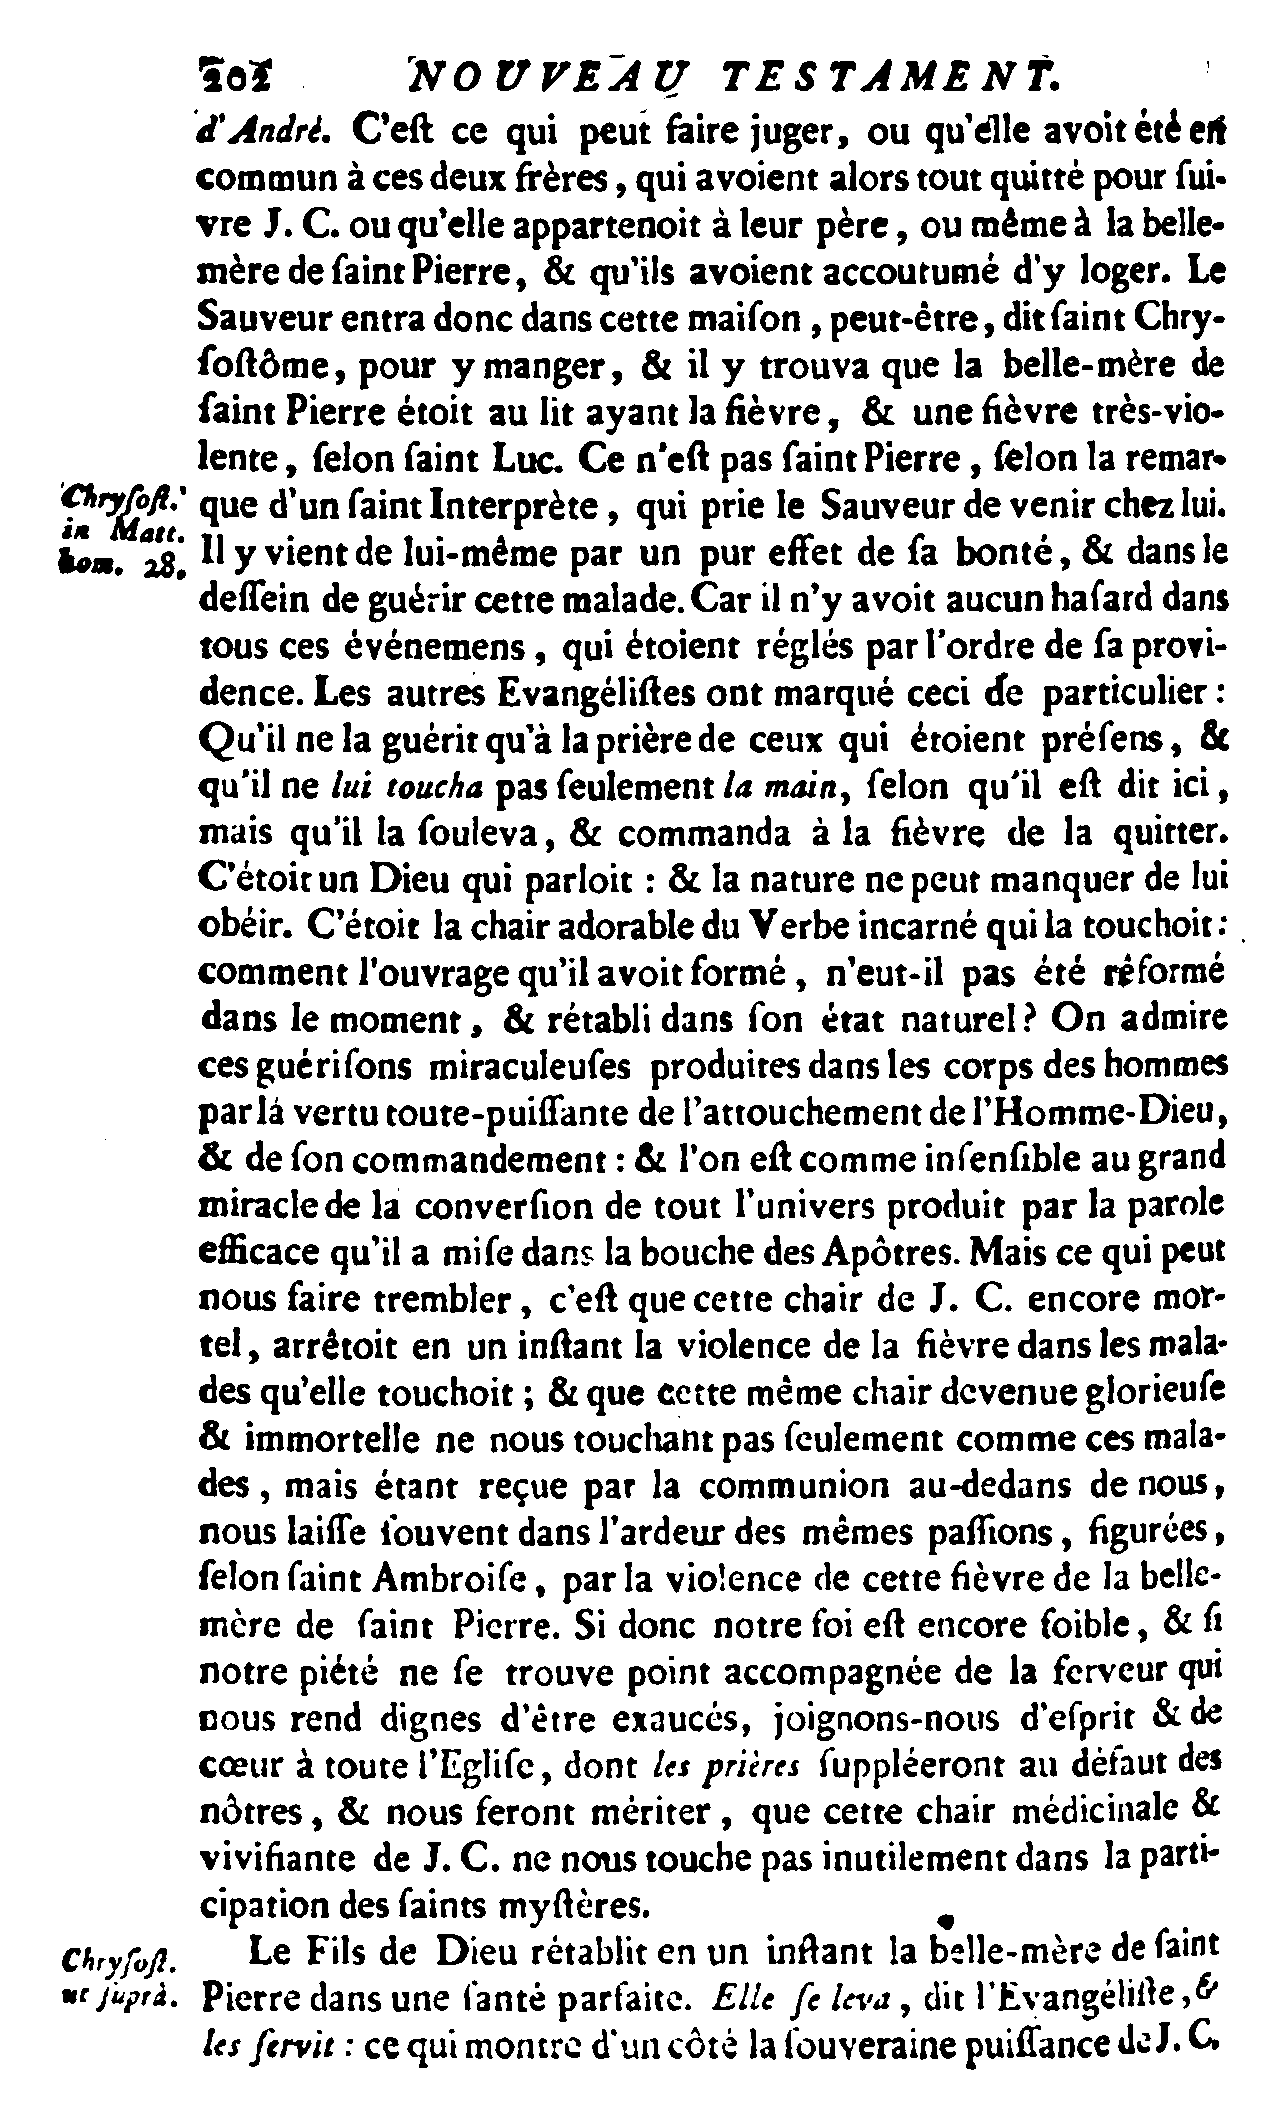 202 NOUVEAU TESTAMENT.
d'André. C'eſt ce qui peut faire juger, ou qu'elle avoit été en
commun à ces deux frères, qui avoient alors tout quitté pour ſui-
vre J. C. ou qu'elle appartenoit à leur père, ou même à la belle-
mère de ſaint Pierre, & qu'ils avoient accoutumé d'y loger. Le
Sauveur entra donc dans cette maiſon, peut-être, dit ſaint Chry-
ſoſtôme, pour y manger, & il y trouva que la belle-mère de
ſaint Pierre étoit au lit ayant la fièvre, & une fièvre très-vio-
lente, ſelon ſaint Luc. Ce n'eſt pas ſaint Pierre, ſelon la remar-
Chryſoſt.
in Matt.
hom. 28.
que d'un ſaint Interprète, qui prie le Sauveur de venir chez lui.
Il y vient de lui-même par un pur effet de ſa bonté, & dans le
deſſein de guérir cette malade. Car il n'y avoit aucun haſard dans
tous ces événemens, qui étoient réglés par l'ordre de ſa provi-
dence. Les autres Evangéliſtes ont marqué ceci de particulier :
Qu'il ne la guérit qu'à la prière de ceux qui étoient préſens, &
qu'il ne lui toucha pas ſeulement la main, ſelon qu'il eſt dit ici,
mais qu'il la ſouleva, & commanda à la fièvre de la quitter.
C'étoit un Dieu qui parloit : & la nature ne peut manquer de lui
obéir. C'étoit la chair adorable du Verbe incarné qui la touchoit :
comment l'ouvrage qu'il avoit formé, n'eut-il pas été réformé
dans le moment, & rétabli dans ſon état naturel ? On admire
ces guériſons miraculeuſes produites dans les corps des hommes
par la vertu toute-puiſſante de l'attouchement de l'Homme-Dieu,
& de ſon commandement : & l'on eſt comme inſenſible au grand
miracle de la converſion de tout l'univers produit par la parole
efficace qu'il a miſe dans la bouche des Apôtres. Mais ce qui peut
nous faire trembler, c'eſt que cette chair de J. C. encore mor-
tel, arrêtoit en un inſtant la violence de la fièvre dans les mala-
des qu'elle touchoit ; & que cette même chair devenue glorieuſe
& immortelle ne nous touchant pas ſeulement comme ces mala-
des, mais étant reçue par la communion au-dedans de nous,
nous laiſſe ſouvent dans l'ardeur des mêmes paſſions, figurées,
ſelon ſaint Ambroiſe, par la violence de cette fièvre de la belle-
mère de ſaint Pierre. Si donc notre foi eſt encore foible, & ſi
notre piété ne ſe trouve point accompagnée de la ferveur qui
nous rend dignes d'être exaucés, joignons-nous d'eſprit & de
cœur à toute l'Egliſe, dont les prières ſuppléeront au défaut des
nôtres, & nous feront mériter, que cette chair médicinale &
vivifiante de J. C. ne nous touche pas inutilement dans la parti-
cipation des ſaints myſtères.
Chryſoſt.
ut ſuprà.
Le Fils de Dieu rétablit en un inſtant la belle-mère de ſaint
Pierre dans une ſanté parfaite. Elle ſe leva, dit l'Evangéliſte, &
les ſervit : ce qui montre d'un côté la ſouveraine puiſſance de J. C.